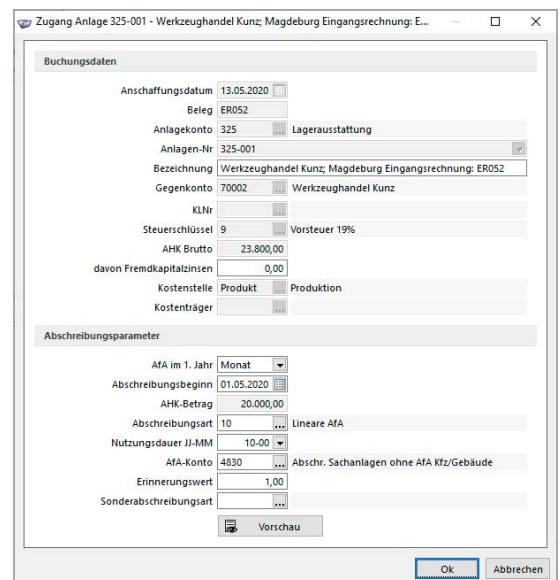 Zugang Anlage 325-001 - Werkzeughandel Kunz; Magdeburg Eingangsrechnung: E...
Buchungsdaten
Anschaffungsdatum 13.05.2020
Beleg ER052
Anlagekonto 325 ... Lagerausstattung
Anlagen-Nr 325-001
Bezeichnung Werkzeughandel Kunz; Magdeburg Eingangsrechnung: ER052
Gegenkonto 70002 ... Werkzeughandel Kunz
KLNr ...
Steuerschlüssel 9 ... Vorsteuer 19%
AHK Brutto 23.800,00
davon Fremdkapitalzinsen 0,00
Kostenstelle Produkt ... Produktion
Kostenträger ...
Abschreibungsparameter
AfA im 1. Jahr Monat
Abschreibungsbeginn 01.05.2020
AHK-Betrag 20.000,00
Abschreibungsart 10 ... Lineare AfA
Nutzungsdauer JJ-MM 10-00
AfA-Konto 4830 ... Abschr. Sachanlagen ohne AfA Kfz/Gebäude
Erinnerungswert 1,00
Sonderabschreibungsart ...
Vorschau
Ok Abbrechen